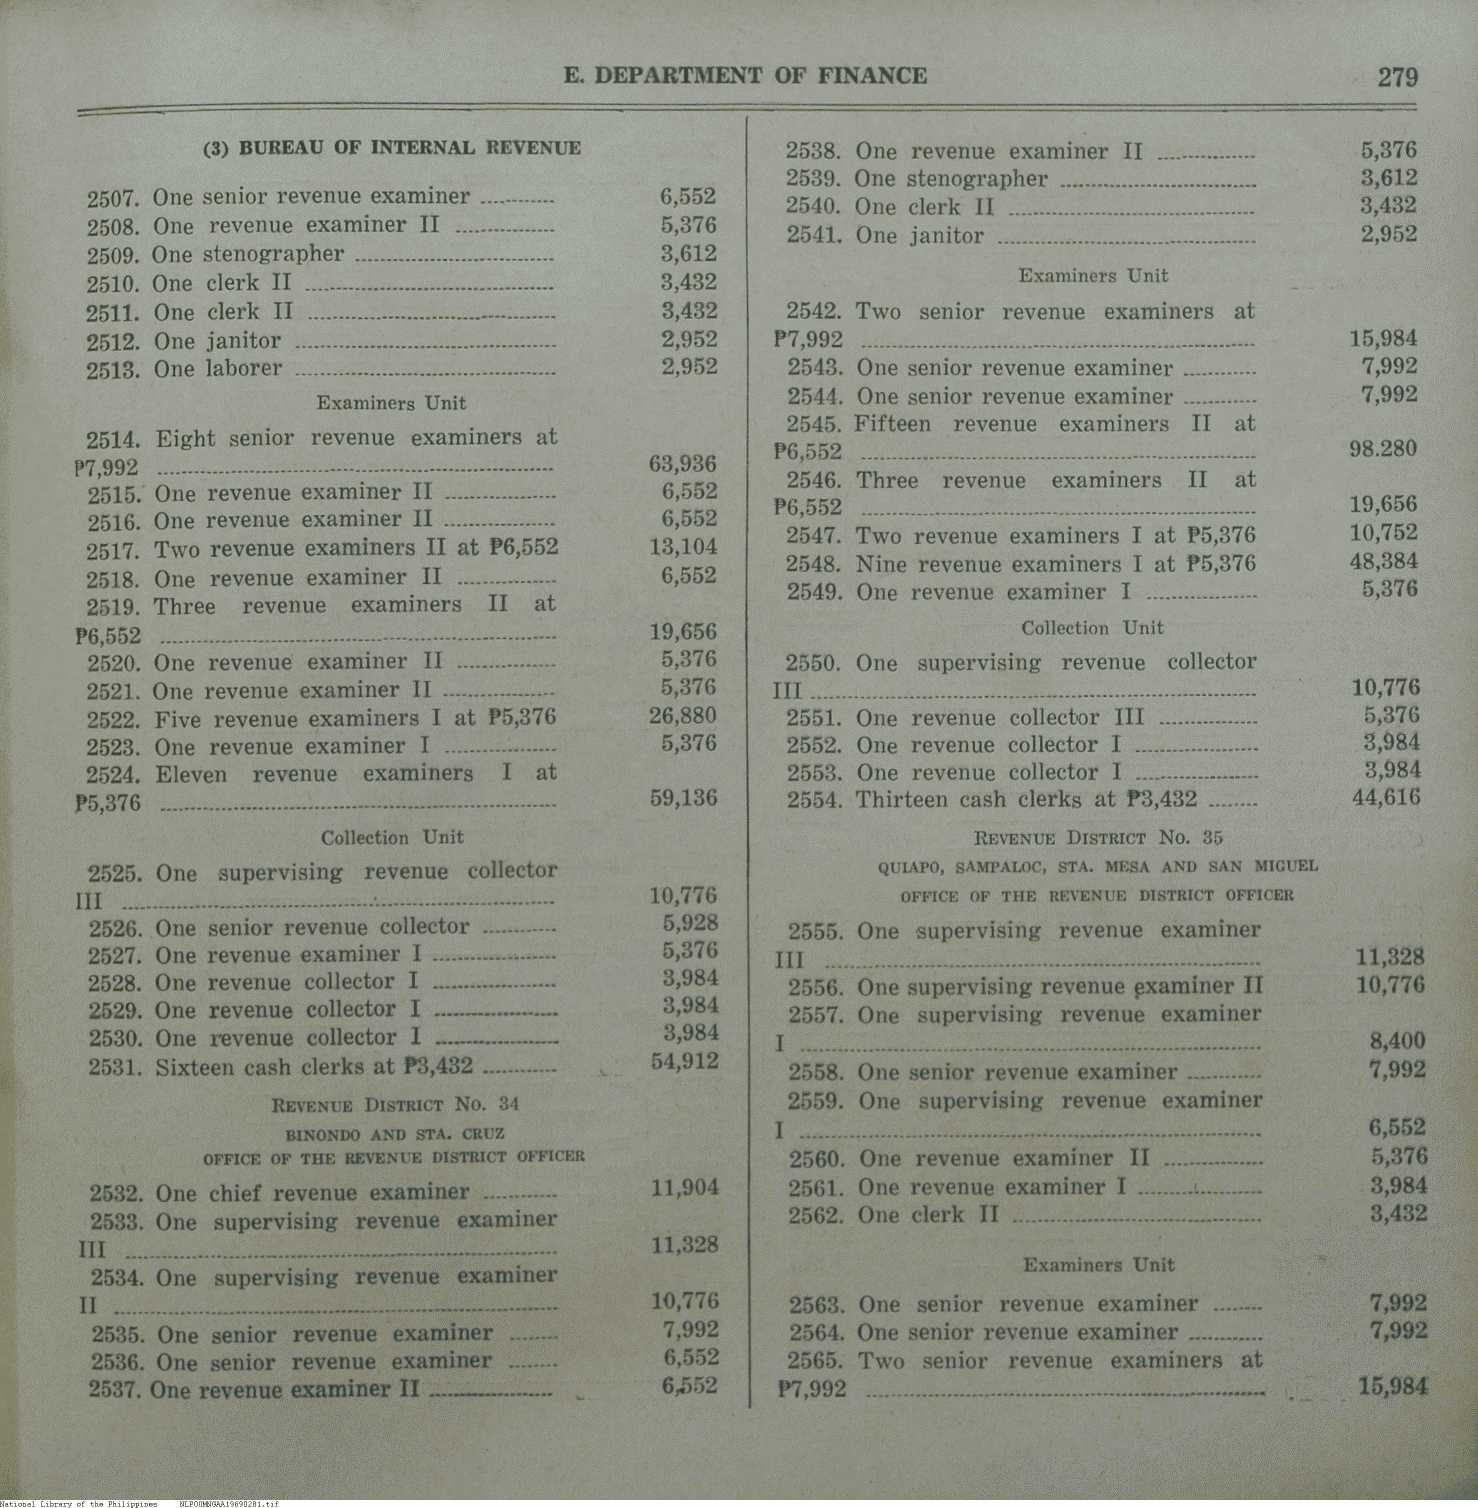 E. DEPARTMENT OF FINANCE 279
(3) BUREAU OF INTERNAL REVENUE
2507. One senior revenue examiner ............ 6,552
2508. One revenue examiner II ................ 5,376
2509. One stenographer ................................ 3,612
2510. One clerk II ........................................ 3,432
2511. One clerk II ........................................ 3,432
2512. One janitor .......................................... 2,952
2513. One laborer .......................................... 2,952
Examiners Unit
2514. Eight senior revenue examiners at
₱7,992 ................................................................ 63,936
2515. One revenue examiner II .................. 6,552
2516. One revenue examiner II .................. 6,552
2517. Two revenue examiners II at ₱6,552 13,104
2518. One revenue examiner II ................ 6,552
2519. Three revenue examiners II at
₱6,552 ................................................................ 19,656
2520. One revenue examiner II ................ 5,376
2521. One revenue examiner II .................. 5,376
2522. Five revenue examiners I at ₱5,376 26,880
2523. One revenue examiner I .................. 5,376
2524. Eleven revenue examiners I at
₱5,376 ................................................................ 59,136
Collection Unit
2525. One supervising revenue collector
III ...................................................................... 10,776
2526. One senior revenue collector ............ 5,928
2527. One revenue examiner I .................... 5,376
2528. One revenue collector I .................... 3,984
2529. One revenue collector I .................... 3,984
2530. One revenue collector I .................... 3,984
2531. Sixteen cash clerks at ₱3,432 ............ 54,912
REVENUE DISTRICT NO. 34
BINONDO AND STA. CRUZ
OFFICE OF THE REVENUE DISTRICT OFFICER
2532. One chief revenue examiner ............ 11,904
2533. One supervising revenue examiner
III ...................................................................... 11,328
2534. One supervising revenue examiner
II ........................................................................ 10,776
2535. One senior revenue examiner ........ 7,992
2536. One senior revenue examiner ........ 6,552
2537. One revenue examiner II .................... 6,552
2538. One revenue examiner II ................ 5,376
2539. One stenographer ................................ 3,612
2540. One clerk II ........................................ 3,432
2541. One janitor .......................................... 2,952
Examiners Unit
2542. Two senior revenue examiners at
₱7,992 ................................................................ 15,984
2543. One senior revenue examiner ............ 7,992
2544. One senior revenue examiner ............ 7,992
2545. Fifteen revenue examiners II at
₱6,552 ................................................................ 98.280
2546. Three revenue examiners II at
₱6,552 ................................................................ 19,656
2547. Two revenue examiners I at ₱5,376 10,752
2548. Nine revenue examiners I at ₱5,376 48,384
2549. One revenue examiner I .................. 5,376
Collection Unit
2550. One supervising revenue collector
III ........................................................................ 10,776
2551. One revenue collector III ................ 5,376
2552. One revenue collector I .................... 3,984
2553. One revenue collector I .................... 3,984
2554. Thirteen cash clerks at ₱3,432 ........ 44,616
REVENUE DISTRICT NO. 35
QUIAPO, SAMPALOC, STA. MESA AND SAN MIGUEL
OFFICE OF THE REVENUE DISTRICT OFFICER
2555. One supervising revenue examiner
III ...................................................................... 11,328
2556. One supervising revenue examiner II 10,776
2557. One supervising revenue examiner
I .......................................................................... 8,400
2558. One senior revenue examiner ............ 7,992
2559. One supervising revenue examiner
I .......................................................................... 6,552
2560. One revenue examiner II ................ 5,376
2561. One revenue examiner I .................... 3,984
2562. One clerk II ........................................ 3,432
Examiners Unit
2563. One senior revenue examiner ........ 7,992
2564. One senior revenue examiner ............ 7,992
2565. Two senior revenue examiners at
₱7,992 ................................................................ 15,984
National Library of the Philippines NLPO0MNGAA19690281.tif